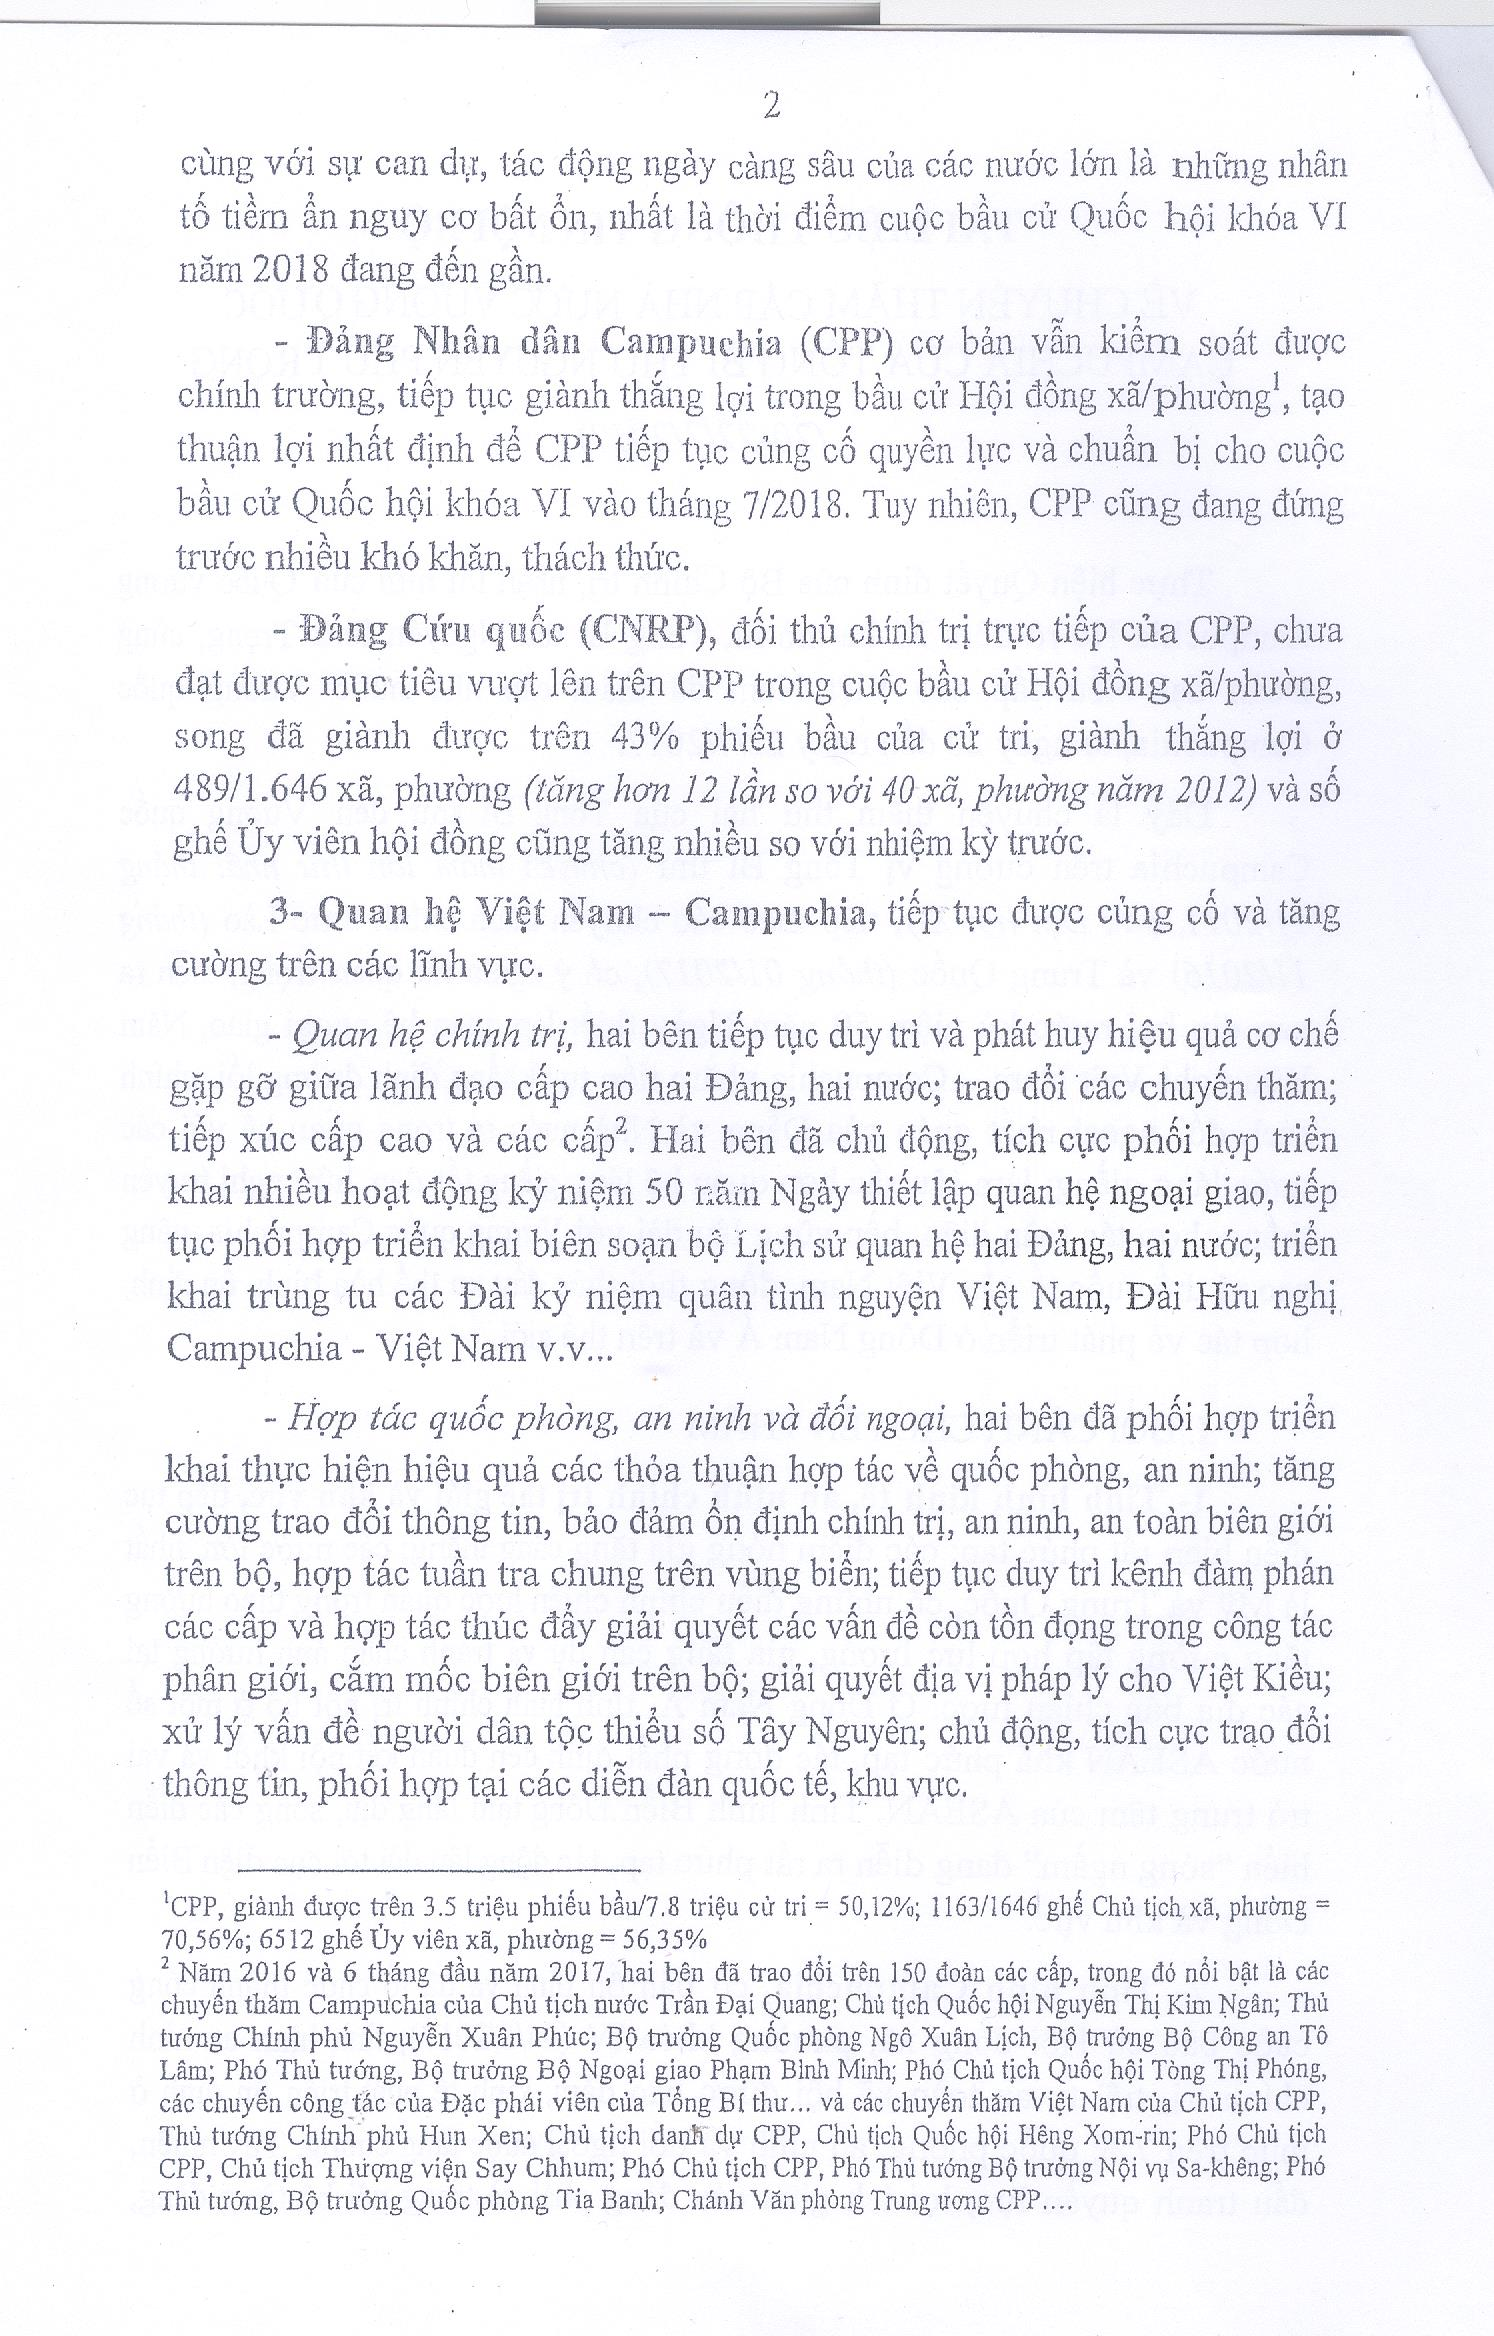 2
cùng với sự can dự, tác động ngày càng sâu của các nước lớn là những nhân
tố tiềm ẩn nguy cơ bất ổn, nhất là thời điểm cuộc bầu cử Quốc hội khóa VI
năm 2018 đang đến gần.
- Đảng Nhân dân Campuchia (CPP) cơ bản vẫn kiểm soát được
chính trường, tiếp tục giành thắng lợi trong bầu cử Hội đồng xã/phường¹, tạo
thuận lợi nhất định để CPP tiếp tục củng cố quyền lực và chuẩn bị cho cuộc
bầu cử Quốc hội khóa VI vào tháng 7/2018. Tuy nhiên, CPP cũng đang đứng
trước nhiều khó khăn, thách thức.
- Đảng Cứu quốc (CNRP), đối thủ chính trị trực tiếp của CPP, chưa
đạt được mục tiêu vượt lên trên CPP trong cuộc bầu cử Hội đồng xã/phường,
song đã giành được trên 43% phiếu bầu của cử tri, giành thắng lợi ở
489/1.646 xã, phường (tăng hơn 12 lần so với 40 xã, phường năm 2012) và số
ghế Ủy viên hội đồng cũng tăng nhiều so với nhiệm kỳ trước.
3- Quan hệ Việt Nam – Campuchia, tiếp tục được củng cố và tăng
cường trên các lĩnh vực.
- Quan hệ chính trị, hai bên tiếp tục duy trì và phát huy hiệu quả cơ chế
gặp gỡ giữa lãnh đạo cấp cao hai Đảng, hai nước; trao đổi các chuyến thăm;
tiếp xúc cấp cao và các cấp². Hai bên đã chủ động, tích cực phối hợp triển
khai nhiều hoạt động kỷ niệm 50 năm Ngày thiết lập quan hệ ngoại giao, tiếp
tục phối hợp triển khai biên soạn bộ Lịch sử quan hệ hai Đảng, hai nước; triển
khai trùng tu các Đài kỷ niệm quân tình nguyện Việt Nam, Đài Hữu nghị
Campuchia - Việt Nam v.v...
- Hợp tác quốc phòng, an ninh và đối ngoại, hai bên đã phối hợp triển
khai thực hiện hiệu quả các thỏa thuận hợp tác về quốc phòng, an ninh; tăng
cường trao đổi thông tin, bảo đảm ổn định chính trị, an ninh, an toàn biên giới
trên bộ, hợp tác tuần tra chung trên vùng biển; tiếp tục duy trì kênh đàm phán
các cấp và hợp tác thúc đẩy giải quyết các vấn đề còn tồn đọng trong công tác
phân giới, cắm mốc biên giới trên bộ; giải quyết địa vị pháp lý cho Việt Kiều;
xử lý vấn đề người dân tộc thiểu số Tây Nguyên; chủ động, tích cực trao đổi
thông tin, phối hợp tại các diễn đàn quốc tế, khu vực.
¹CPP, giành được trên 3.5 triệu phiếu bầu/7.8 triệu cử tri = 50,12%; 1163/1646 ghế Chủ tịch xã, phường =
70,56%; 6512 ghế Ủy viên xã, phường = 56,35%
² Năm 2016 và 6 tháng đầu năm 2017, hai bên đã trao đổi trên 150 đoàn các cấp, trong đó nổi bật là các
chuyến thăm Campuchia của Chủ tịch nước Trần Đại Quang; Chủ tịch Quốc hội Nguyễn Thị Kim Ngân; Thủ
tướng Chính phủ Nguyễn Xuân Phúc; Bộ trưởng Quốc phòng Ngô Xuân Lịch, Bộ trưởng Bộ Công an Tô
Lâm; Phó Thủ tướng, Bộ trưởng Bộ Ngoại giao Phạm Bình Minh; Phó Chủ tịch Quốc hội Tòng Thị Phóng,
các chuyến công tác của Đặc phái viên của Tổng Bí thư... và các chuyến thăm Việt Nam của Chủ tịch CPP,
Thủ tướng Chính phủ Hun Xen; Chủ tịch danh dự CPP, Chủ tịch Quốc hội Hêng Xom-rin; Phó Chủ tịch
CPP, Chủ tịch Thượng viện Say Chhum; Phó Chủ tịch CPP, Phó Thủ tướng Bộ trưởng Nội vụ Sa-khêng; Phó
Thủ tướng, Bộ trưởng Quốc phòng Tia Banh; Chánh Văn phòng Trung ương CPP....